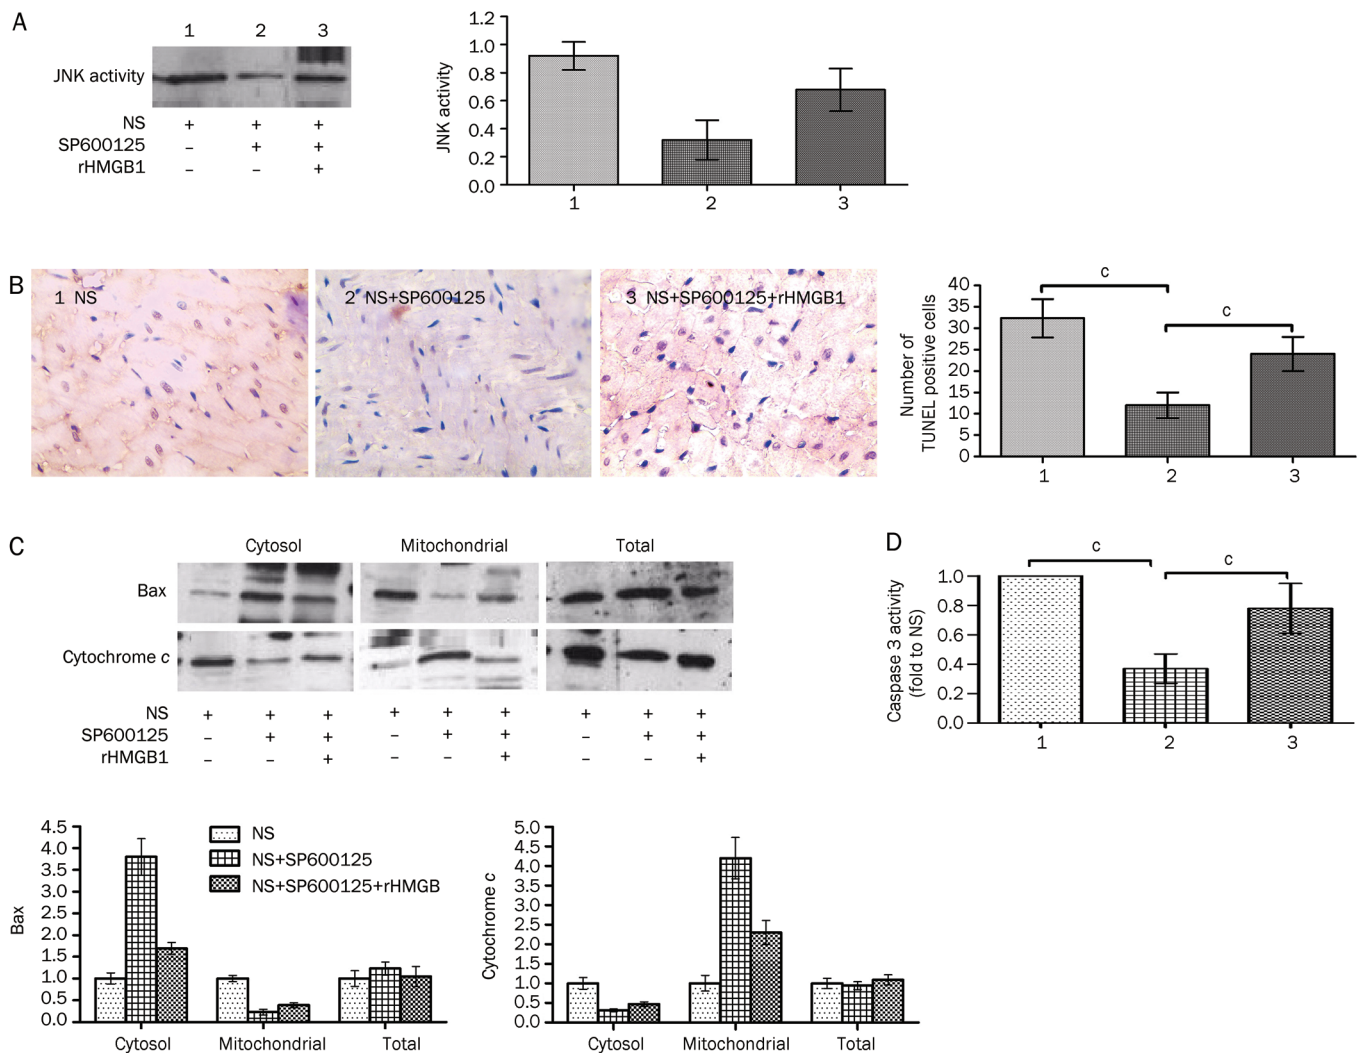 A
1 2 3
JNK activity
NS + + +
SP600125 – + +
rHMGB1 – – +
JNK activity
1.2
1.0
0.8
0.6
0.4
0.2
0.0
1 2 3
B
1 NS
2 NS+SP600125
3 NS+SP600125+rHMGB1
Number of
TUNEL positive cells
40
35
30
25
20
15
10
5
0
c
c
1 2 3
C
Cytosol Mitochondrial Total
Bax
Cytochrome c
NS + + + + + + + + +
SP600125 – + + – + + – + +
rHMGB1 – – + – – + – – +
D
Caspase 3 activity
(fold to NS)
1.0
0.8
0.6
0.4
0.2
0.0
c
c
1 2 3
Bax
4.5
4.0
3.5
3.0
2.5
2.0
1.5
1.0
0.5
0.0
NS
NS+SP600125
NS+SP600125+rHMGB
Cytosol Mitochondrial Total
Cytochrome c
5.0
4.5
4.0
3.5
3.0
2.5
2.0
1.5
1.0
0.5
0.0
Cytosol Mitochondrial Total